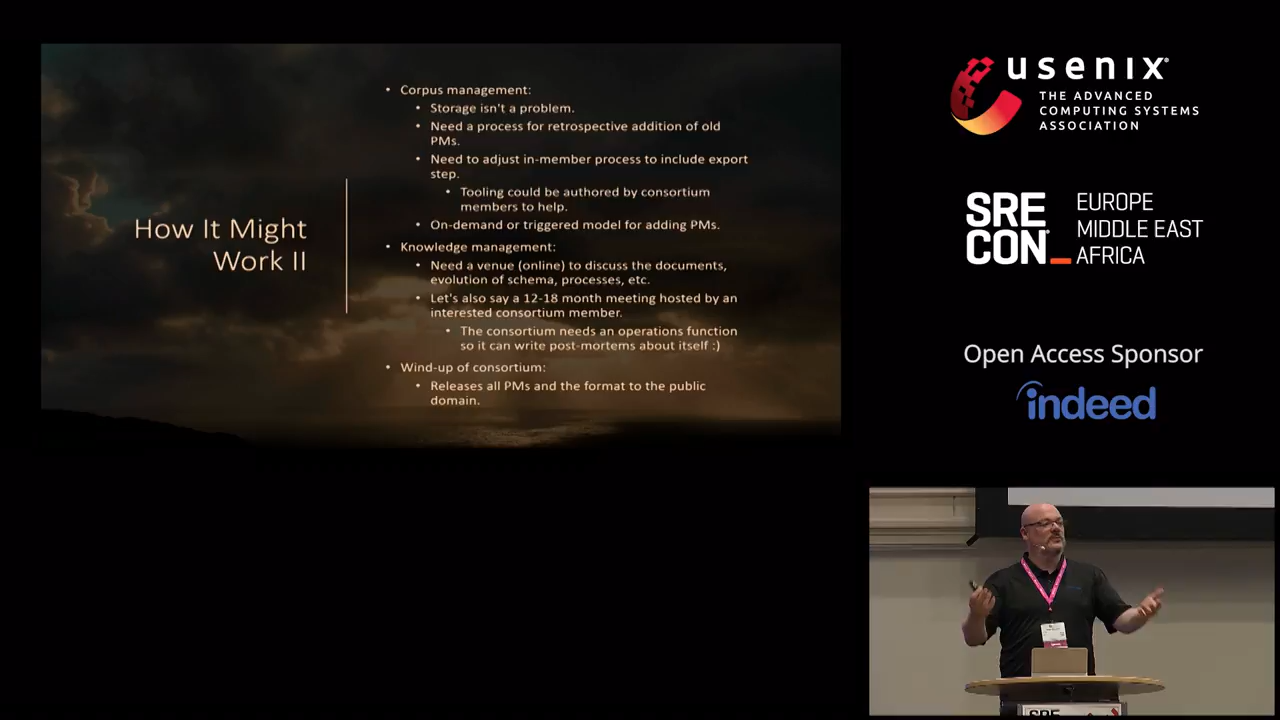 How It Might
Work II
• Corpus management:
• Storage isn't a problem.
• Need a process for retrospective addition of old
PMs.
• Need to adjust in-member process to include export
step.
• Tooling could be authored by consortium
members to help.
• On-demand or triggered model for adding PMs.
• Knowledge management:
• Need a venue (online) to discuss the documents,
evolution of schema, processes, etc.
• Let's also say a 12-18 month meeting hosted by an
interested consortium member.
• The consortium needs an operations function
so it can write post-mortems about itself :)
• Wind-up of consortium:
• Releases all PMs and the format to the public
domain.
usenix®
THE ADVANCED
COMPUTING SYSTEMS
ASSOCIATION
SRE
CON
EUROPE
MIDDLE EAST
AFRICA
Open Access Sponsor
indeed
SRE